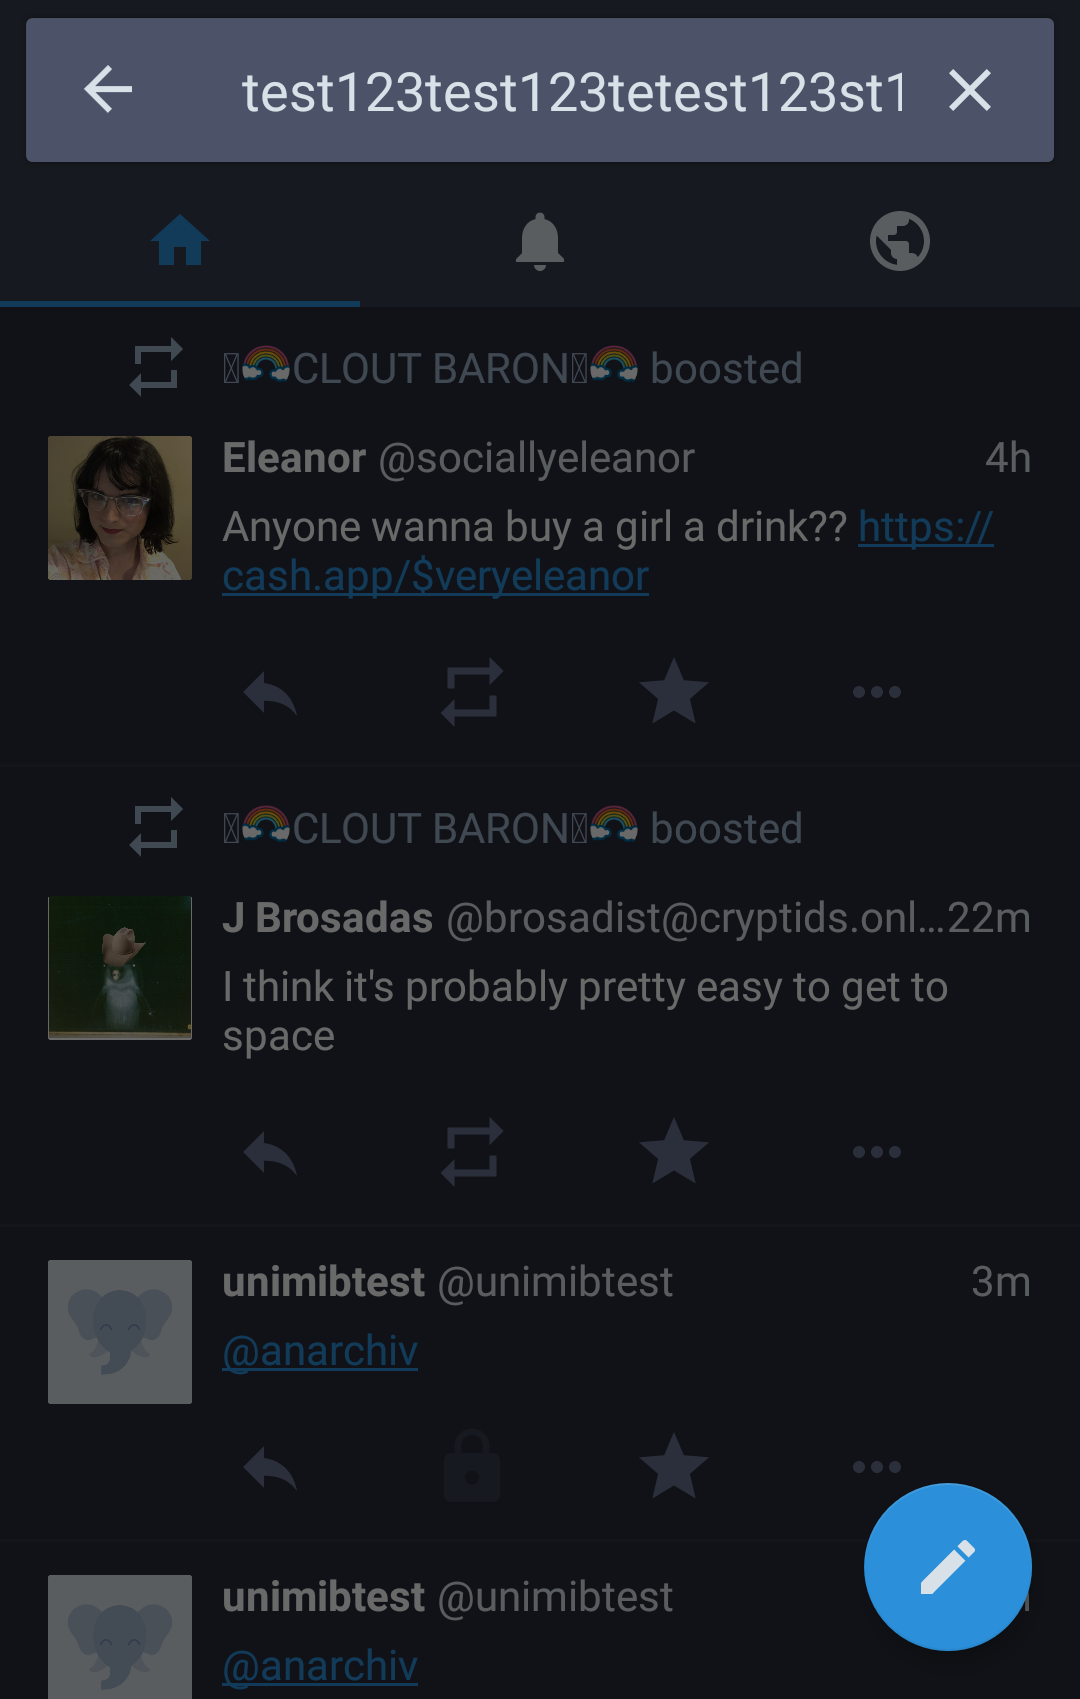 test123test123tetest123st1
🌈CLOUT BARON🌈 boosted
Eleanor @sociallyeleanor 4h
Anyone wanna buy a girl a drink?? https://
cash.app/$veryeleanor
🌈CLOUT BARON🌈 boosted
J Brosadas @brosadist@cryptids.onl...22m
I think it's probably pretty easy to get to
space
unimibtest @unimibtest 3m
@anarchiv
unimibtest @unimibtest
@anarchiv